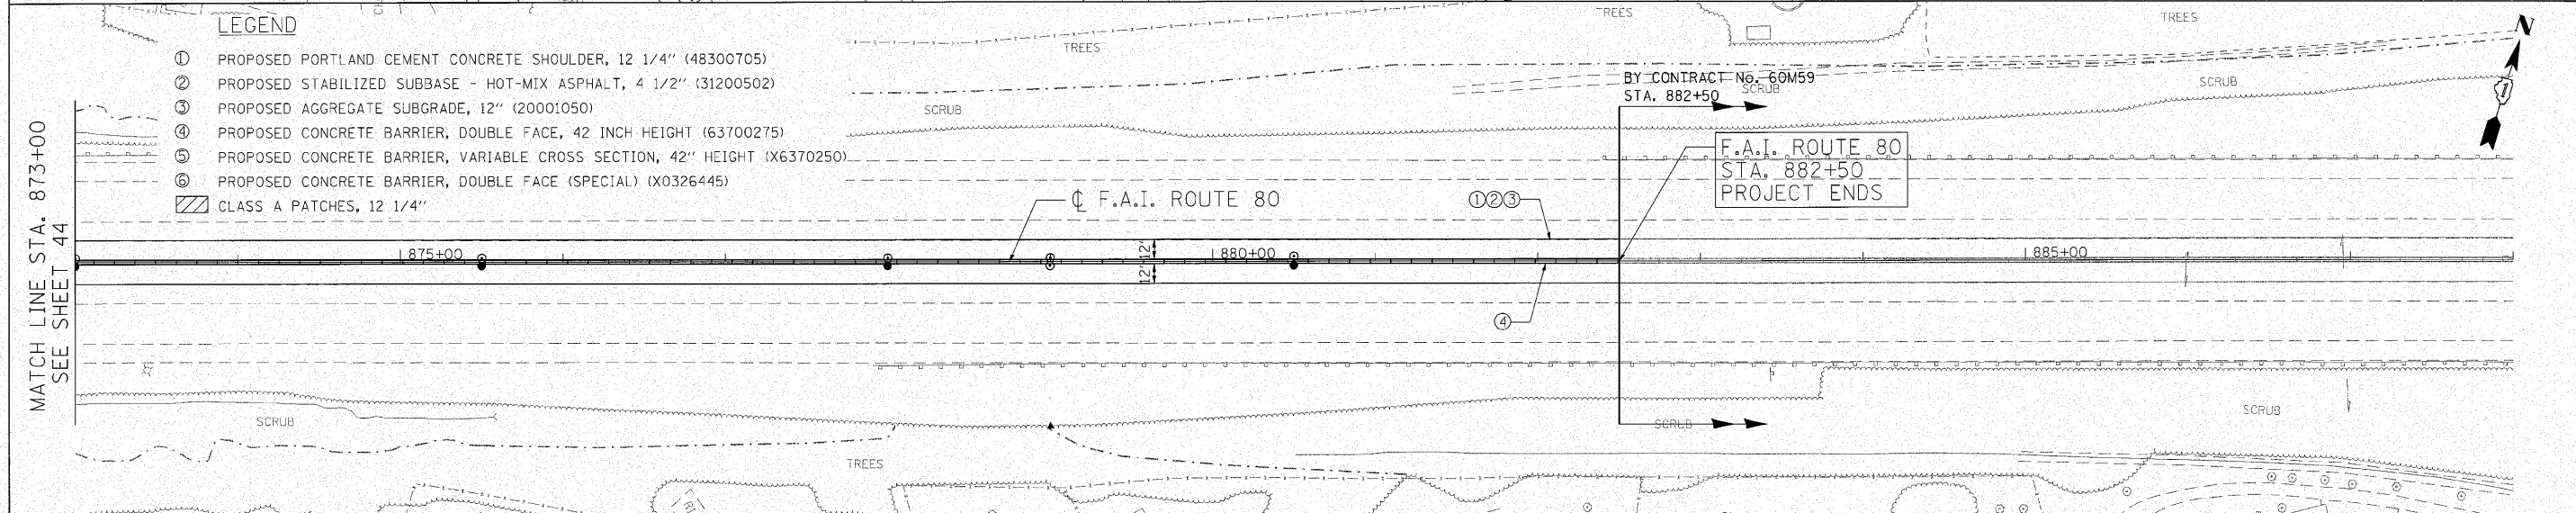 LEGEND
① PROPOSED PORTLAND CEMENT CONCRETE SHOULDER, 12 1/4" (48300705)
② PROPOSED STABILIZED SUBBASE - HOT-MIX ASPHALT, 4 1/2" (31200502)
③ PROPOSED AGGREGATE SUBGRADE, 12" (20001050)
④ PROPOSED CONCRETE BARRIER, DOUBLE FACE, 42 INCH HEIGHT (63700275)
⑤ PROPOSED CONCRETE BARRIER, VARIABLE CROSS SECTION, 42" HEIGHT (X6370250)
⑥ PROPOSED CONCRETE BARRIER, DOUBLE FACE (SPECIAL) (X0326445)
CLASS A PATCHES, 12 1/4"
MATCH LINE STA. 873+00
SEE SHEET 44
TREES
TREES
TREES
SCRUB
BY CONTRACT No. 60M59
STA. 882+50
SCRUB
SCRUB
N
1
F.A.I. ROUTE 80
STA. 882+50
PROJECT ENDS
℄ F.A.I. ROUTE 80
①②③
875+00
12'
880+00
885+00
12'
④
SCRUB
SCRUB
SCRUB
TREES